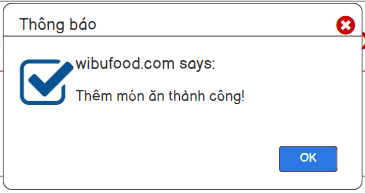 Thông báo
wibufood.com says:
Thêm món ăn thành công!
OK